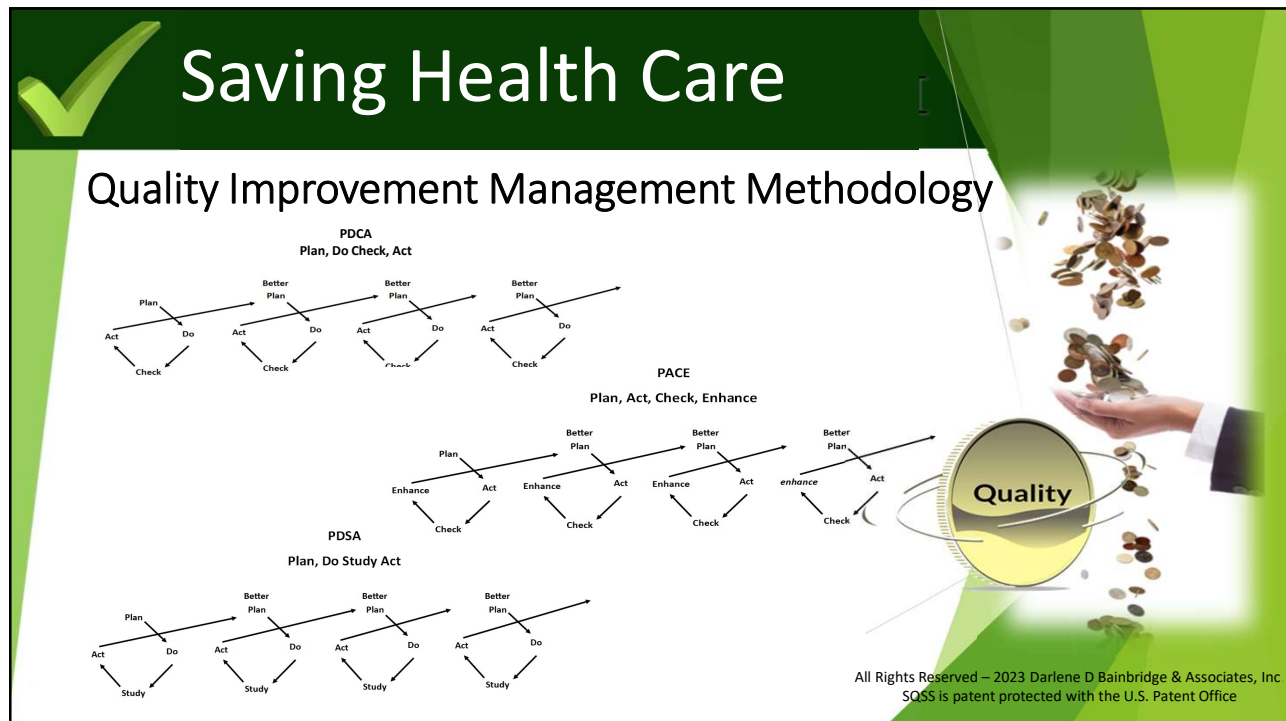 Saving Health Care
Quality Improvement Management Methodology
PDCA
Plan, Do Check, Act
Plan
Act
Do
Check
Better
Plan
Act
Do
Check
Better
Plan
Act
Do
Check
Better
Plan
Act
Do
Check
PACE
Plan, Act, Check, Enhance
Plan
Enhance
Act
Check
Better
Plan
Enhance
Act
Check
Better
Plan
Enhance
Act
Check
Better
Plan
enhance
Act
Check
Quality
PDSA
Plan, Do Study Act
Plan
Act
Do
Study
Better
Plan
Act
Do
Study
Better
Plan
Act
Do
Study
Better
Plan
Act
Do
Study
All Rights Reserved – 2023 Darlene D Bainbridge & Associates, Inc
SQSS is patent protected with the U.S. Patent Office